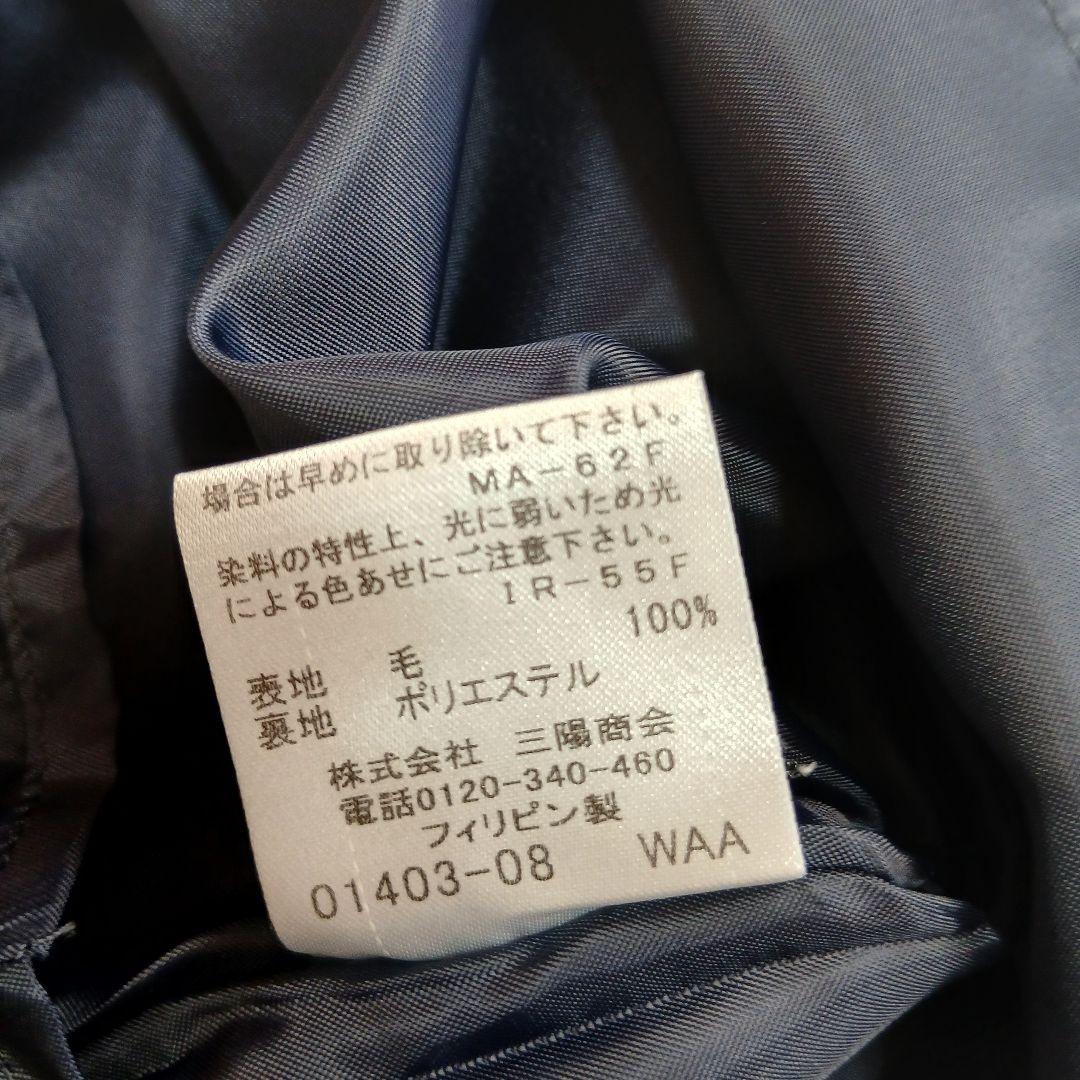 場合は早めに取り除いて下さい。
MA-62F
染料の特性上、光に弱いため光
による色あせにご注意下さい。
IR-55F
表地 毛 100%
裏地 ポリエステル
株式会社 三陽商会
電話0120-340-460
フィリピン製
01403-08 WAA